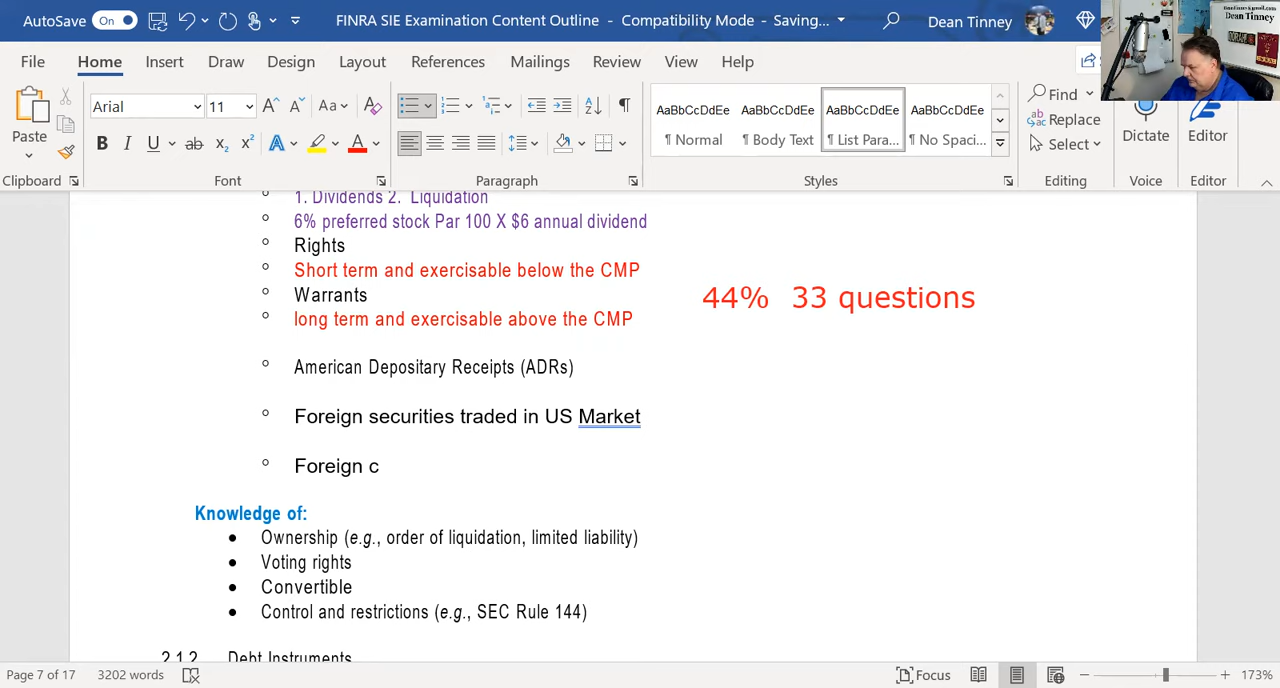 AutoSave On FINRA SIE Examination Content Outline - Compatibility Mode - Saving... Dean Tinney
Dean Tinney
File Home Insert Draw Design Layout References Mailings Review View Help
Arial 11 Aa
Paste
B I U ab x2 x2 A A
AaBbCcDdEe AaBbCcDdEe AaBbCcDdEe AaBbCcDdEe
¶ Normal ¶ Body Text ¶ List Para... ¶ No Spaci...
Find
Replace
Select
Dictate
Editor
Clipboard Font Paragraph Styles Editing Voice Editor
1. Dividends 2. Liquidation
6% preferred stock Par 100 X $6 annual dividend
Rights
Short term and exercisable below the CMP
Warrants
44% 33 questions
long term and exercisable above the CMP
American Depositary Receipts (ADRs)
Foreign securities traded in US Market
Foreign c
Knowledge of:
Ownership (e.g., order of liquidation, limited liability)
Voting rights
Convertible
Control and restrictions (e.g., SEC Rule 144)
2.1.2 Debt Instruments
Page 7 of 17 3202 words Focus 173%